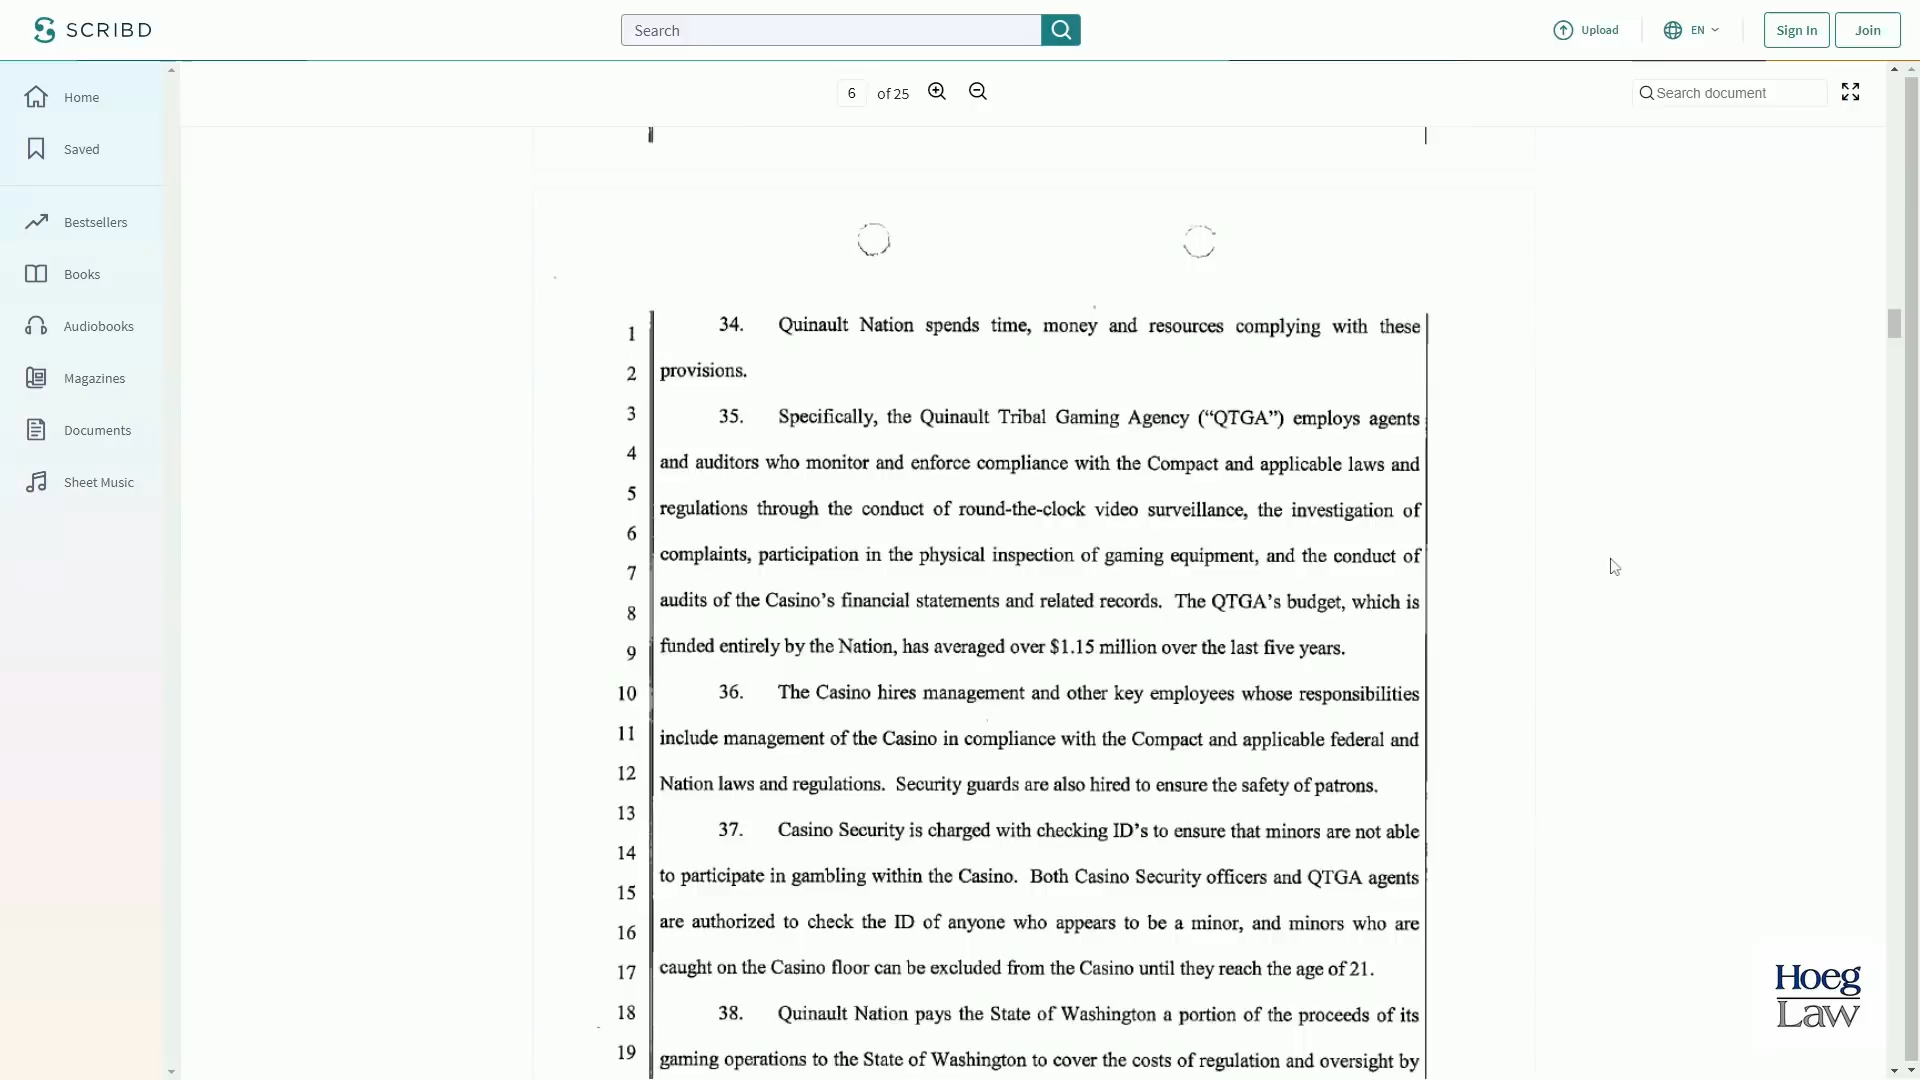 SCRIBD
Search
Upload
EN
Sign In
Join
6 of 25
Search document
Home
Saved
Bestsellers
Books
Audiobooks
Magazines
Documents
Sheet Music
1 34. Quinault Nation spends time, money and resources complying with these
2 provisions.
3 35. Specifically, the Quinault Tribal Gaming Agency (“QTGA”) employs agents
4 and auditors who monitor and enforce compliance with the Compact and applicable laws and
5 regulations through the conduct of round-the-clock video surveillance, the investigation of
6 complaints, participation in the physical inspection of gaming equipment, and the conduct of
7
8 audits of the Casino’s financial statements and related records. The QTGA’s budget, which is
9 funded entirely by the Nation, has averaged over $1.15 million over the last five years.
10 36. The Casino hires management and other key employees whose responsibilities
11 include management of the Casino in compliance with the Compact and applicable federal and
12 Nation laws and regulations. Security guards are also hired to ensure the safety of patrons.
13 37. Casino Security is charged with checking ID’s to ensure that minors are not able
14
15 to participate in gambling within the Casino. Both Casino Security officers and QTGA agents
16 are authorized to check the ID of anyone who appears to be a minor, and minors who are
17 caught on the Casino floor can be excluded from the Casino until they reach the age of 21.
18 38. Quinault Nation pays the State of Washington a portion of the proceeds of its
19 gaming operations to the State of Washington to cover the costs of regulation and oversight by
Hoeg
Law